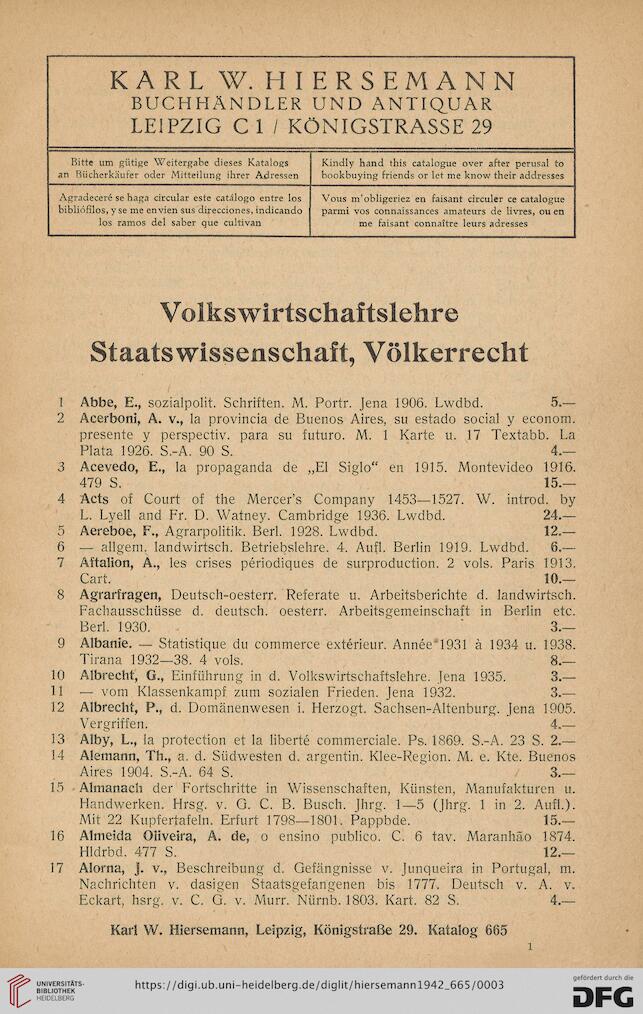 KARL W. HIERSEMANN
BUCHHÄNDLER UND ANTIQUAR
LEIPZIG C 1 / KÖNIGSTRASSE 29
Bitte um gütige Weitergabe dieses Katalogs
an Bücherkäufer oder Mitteilung ihrer Adressen
Kindly hand this catalogue over after perusal to
bookbuying friends or let me know their addresses
Agradeceré se haga circular este catálogo entre los
bibliófilos, y se me envien sus direcciones, indicando
los ramos del saber que cultivan
Vous m'obligeriez en faisant circuler ce catalogue
parmi vos connaissances amateurs de livres, ou en
me faisant connaître leurs adresses
Volkswirtschaftslehre
Staatswissenschaft, Völkerrecht
1 Abbe, E., sozialpolit. Schriften. M. Portr. Jena 1906. Lwdbd. 5.—
2 Acerboni, A. v., la provincia de Buenos Aires, su estado social y econom.
presente y perspectiv. para su futuro. M. 1 Karte u. 17 Textabb. La
Plata 1926. S.-A. 90 S. 4.—
3 Acevedo, E., la propaganda de „El Siglo“ en 1915. Montevideo 1916.
479 S. 15.—
4 Acts of Court of the Mercer's Company 1453—1527. W. introd. by
L. Lyell and Fr. D. Watney. Cambridge 1936. Lwdbd. 24.—
5 Aereboe, F., Agrarpolitik. Berl. 1928. Lwdbd. 12.—
6 — allgem. landwirtsch. Betriebslehre. 4. Aufl. Berlin 1919. Lwdbd. 6.—
7 Aftalion, A., les crises périodiques de surproduction. 2 vols. Paris 1913.
Cart. 10.—
8 Agrarfragen, Deutsch-oesterr. Referate u. Arbeitsberichte d. landwirtsch.
Fachausschüsse d. deutsch. oesterr. Arbeitsgemeinschaft in Berlin etc.
Berl. 1930. 3.—
9 Albanie. — Statistique du commerce extérieur. Année 1931 à 1934 u. 1938.
Tirana 1932—38. 4 vols. 8.—
10 Albrecht, G., Einführung in d. Volkswirtschaftslehre. Jena 1935. 3.—
11 — vom Klassenkampf zum sozialen Frieden. Jena 1932. 3.—
12 Albrecht, P., d. Domänenwesen i. Herzogt. Sachsen-Altenburg. Jena 1905.
Vergriffen. 4.—
13 Alby, L., la protection et la liberté commerciale. Ps. 1869. S.-A. 23 S. 2.—
14 Alemann, Th., a. d. Südwesten d. argentin. Klee-Region. M. e. Kte. Buenos
Aires 1904. S.-A. 64 S. 3.—
15 Almanach der Fortschritte in Wissenschaften, Künsten, Manufakturen u.
Handwerken. Hrsg. v. G. C. B. Busch. Jhrg. 1—5 (Jhrg. 1 in 2. Aufl.).
Mit 22 Kupfertafeln. Erfurt 1798—1801. Pappbde. 15.—
16 Almeida Oliveira, A. de, o ensino publico. C. 6 tav. Maranhão 1874.
Hldrbd. 477 S. 12.—
17 Alorna, J. v., Beschreibung d. Gefängnisse v. Junqueira in Portugal, m.
Nachrichten v. dasigen Staatsgefangenen bis 1777. Deutsch v. A. v.
Eckart, hsrg. v. C. G. v. Murr. Nürnb. 1803. Kart. 82 S. 4.—
Karl W. Hiersemann, Leipzig, Königstraße 29. Katalog 665
1
UNIVERSITÄTS-
BIBLIOTHEK
HEIDELBERG
https://digi.ub.uni-heidelberg.de/diglit/hiersemann1942_665/0003
gefördert durch die
DFG